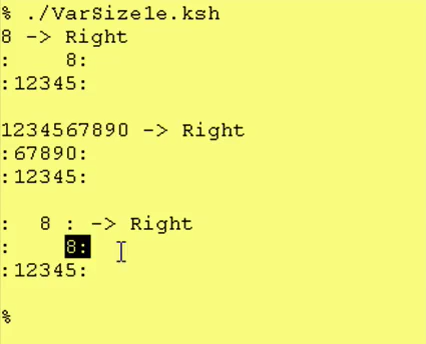 % ./VarSize1e.ksh
8 -> Right
:    8:
:12345:
1234567890 -> Right
:67890:
:12345:
:  8 : -> Right
:    8:
:12345:
%